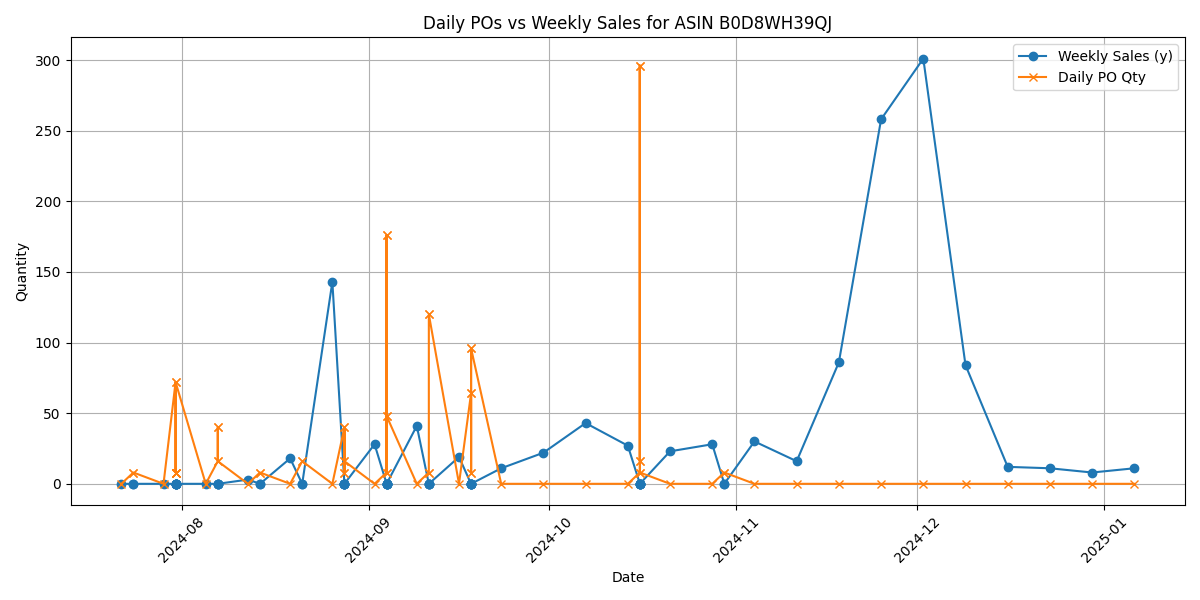 Daily POs vs Weekly Sales for ASIN B0D8WH39QJ
Weekly Sales (y)
Daily PO Qty
300
250
200
150
100
50
0
Quantity
2024-08
2024-09
2024-10
2024-11
2024-12
2025-01
Date